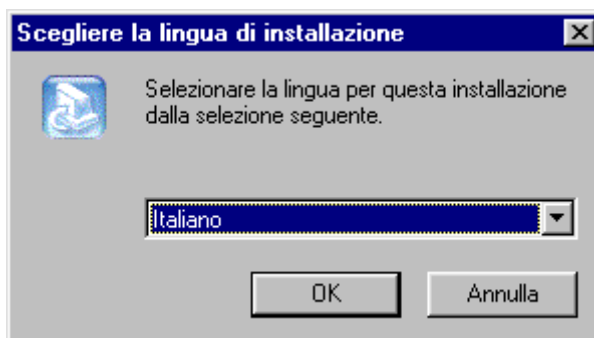 Scegliere la lingua di installazione
Selezionare la lingua per questa installazione
dalla selezione seguente.
Italiano
OK
Annulla